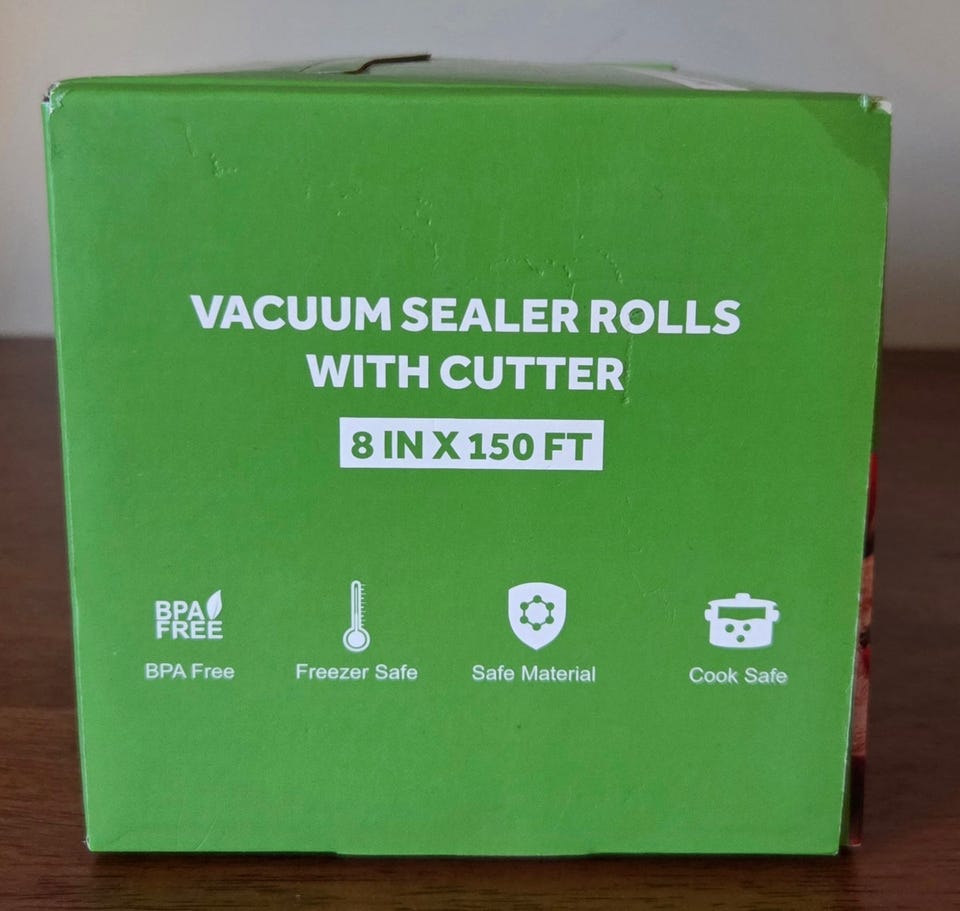 VACUUM SEALER ROLLS
WITH CUTTER
8 IN X 150 FT
BPA
FREE
BPA Free
Freezer Safe
Safe Material
Cook Safe